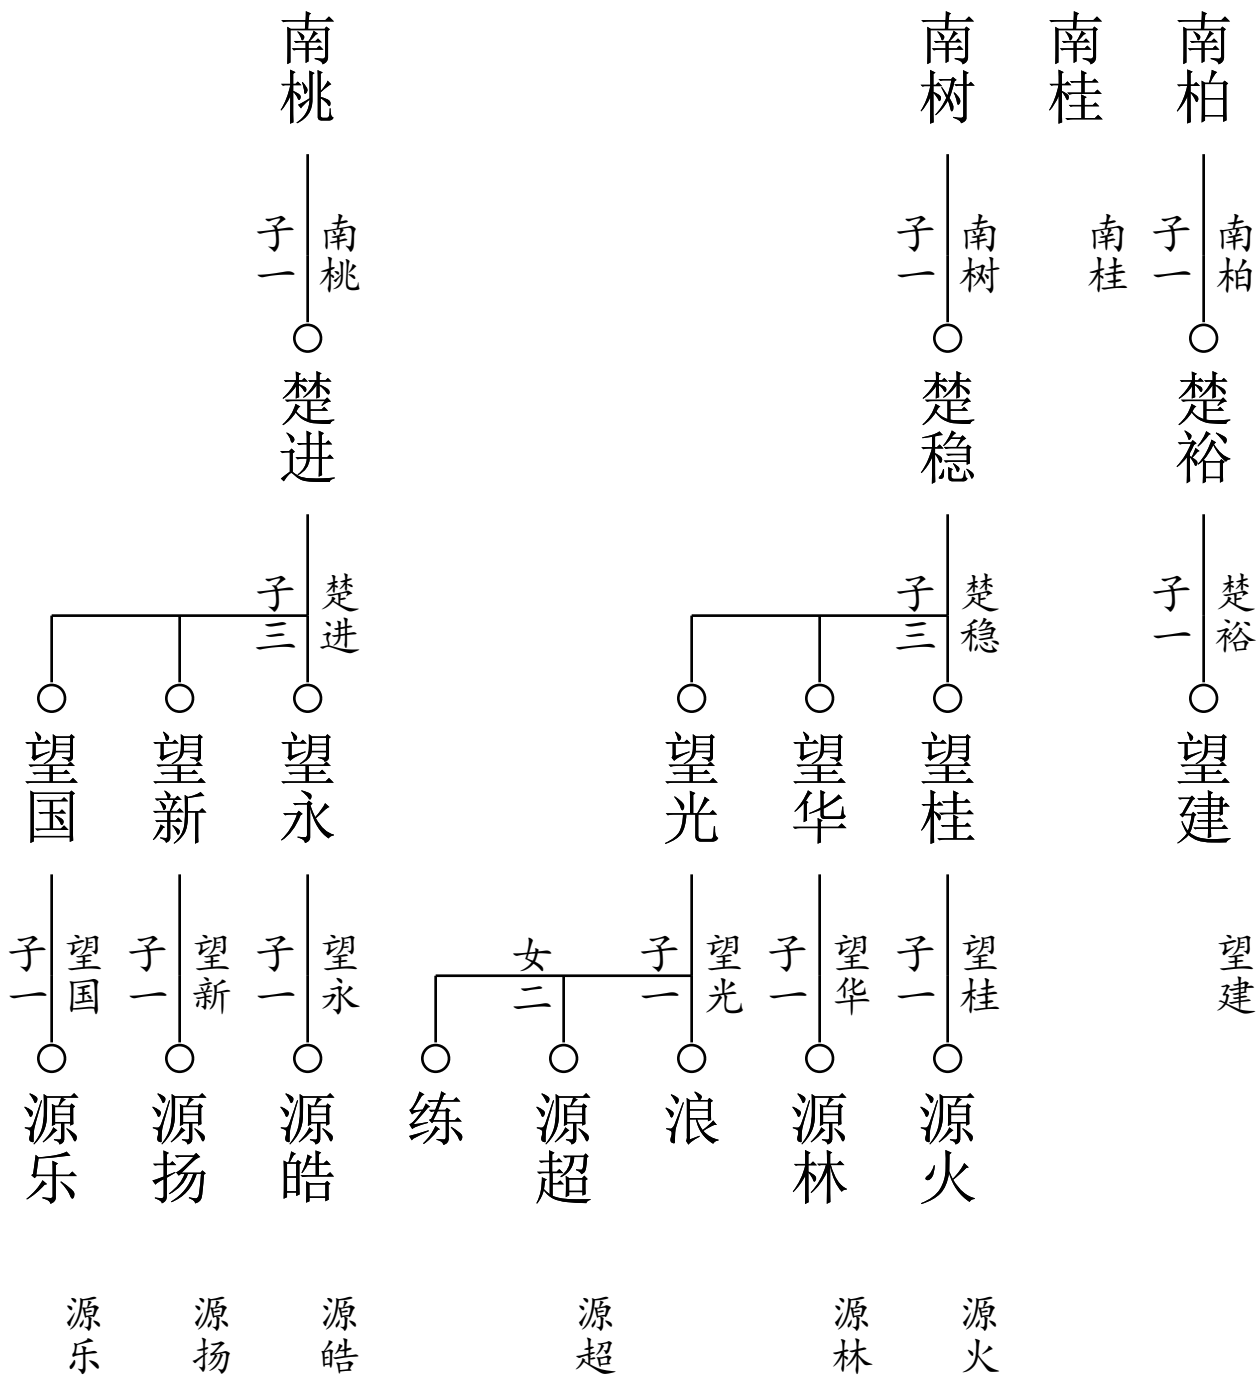 南柏
南桂
南树
南桃
南柏
子一
南桂
南树
子一
南桃
子一
楚裕
楚稳
楚进
楚裕
子一
楚稳
子三
楚进
子三
望建
望桂
望华
望光
望永
望新
望国
望建
望桂
子一
望华
子一
望光
子一
女二
望永
子一
望新
子一
望国
子一
源火
源林
浪
源超
练
源皓
源扬
源乐
源火
源林
源超
源皓
源扬
源乐